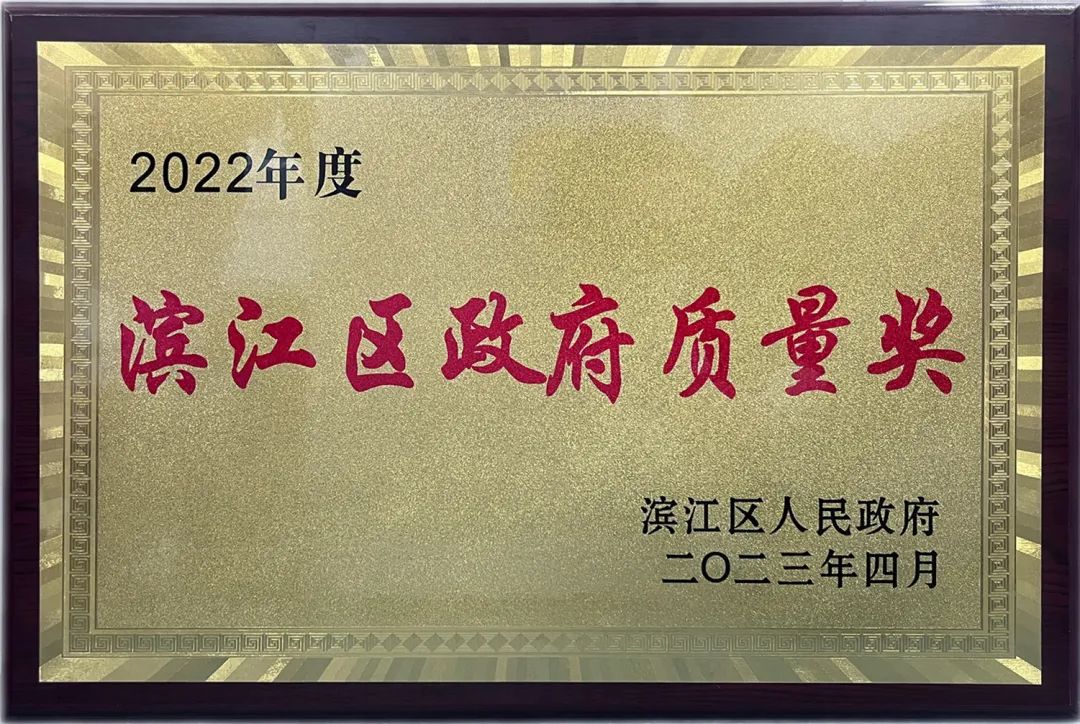 2022年度
滨江区政府质量奖
滨江区人民政府
二〇二三年四月